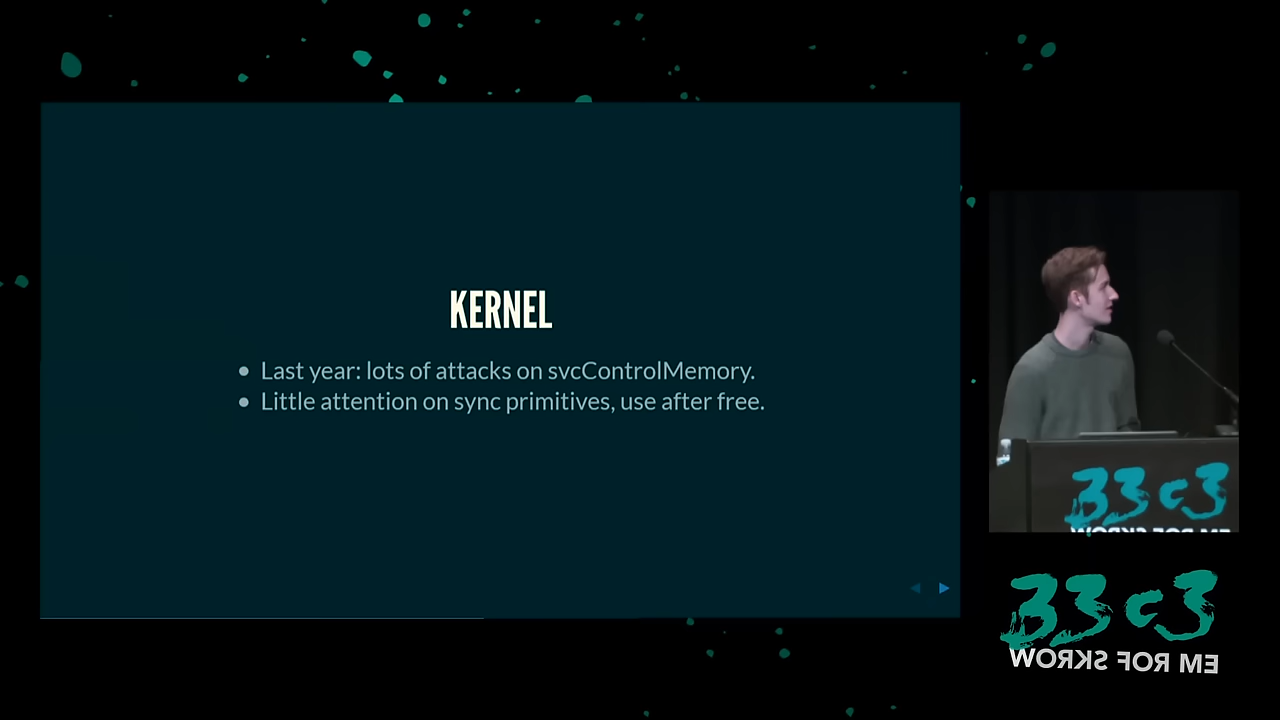 KERNEL
Last year: lots of attacks on svcControlMemory.
Little attention on sync primitives, use after free.
33c3
33c3
WORKS FOR ME